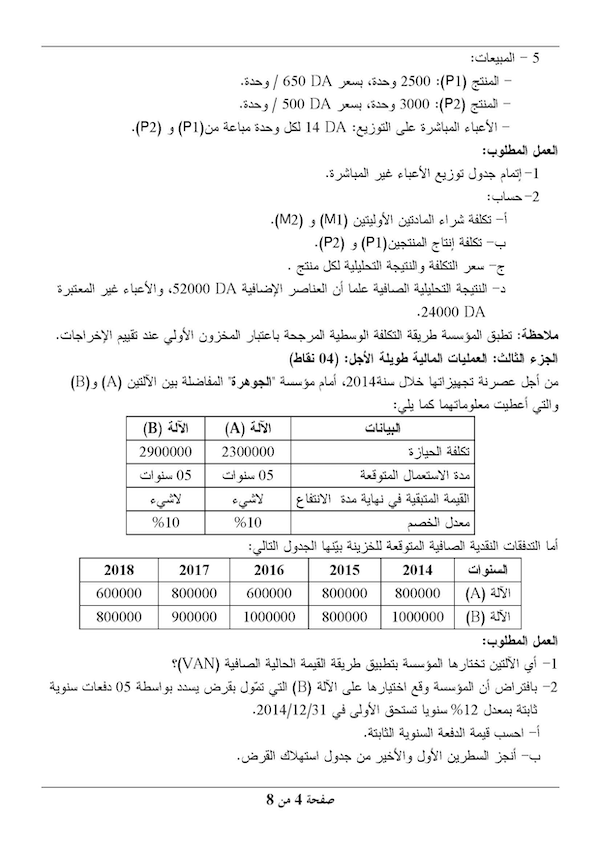 5 – المبيعات:
– المنتج (P1): 2500 وحدة، بسعر 650 DA / وحدة.
– المنتج (P2): 3000 وحدة، بسعر 500 DA / وحدة.
– الأعباء المباشرة على التوزيع: 14 DA لكل وحدة مباعة من(P1) و (P2).
العمل المطلوب:
1– إتمام جدول توزيع الأعباء غير المباشرة.
2– حساب:
أ– تكلفة شراء المادتين الأوليتين (M1) و (M2).
ب– تكلفة إنتاج المنتجين(P1) و (P2).
ج– سعر التكلفة والنتيجة التحليلية لكل منتج .
د– النتيجة التحليلية الصافية علما أن العناصر الإضافية 52000 DA، والأعباء غير المعتبرة
24000 DA.
ملاحظة: تطبق المؤسسة طريقة التكلفة الوسطية المرجحة باعتبار المخزون الأولي عند تقييم الإخراجات.
الجزء الثالث: العمليات المالية طويلة الأجل: (04 نقاط)
من أجل عصرنة تجهيزاتها خلال سنة2014، أمام مؤسسة "الجوهرة" المفاضلة بين الآلتين (A) و(B)
والتي أعطيت معلوماتهما كما يلي:
البيانات الآلة (A) الآلة (B)
تكلفة الحيازة 2300000 2900000
مدة الاستعمال المتوقعة 05 سنوات 05 سنوات
القيمة المتبقية في نهاية مدة الانتفاع لاشيء لاشيء
معدل الخصم 10% 10%
أما التدفقات النقدية الصافية المتوقعة للخزينة بيّنها الجدول التالي:
السنوات 2014 2015 2016 2017 2018
الآلة (A) 800000 800000 600000 800000 600000
الآلة (B) 1000000 800000 1000000 900000 800000
العمل المطلوب:
1– أي الآلتين تختارها المؤسسة بتطبيق طريقة القيمة الحالية الصافية (VAN)؟
2– بافتراض أن المؤسسة وقع اختيارها على الآلة (B) التي تموّل بقرض يسدد بواسطة 05 دفعات سنوية
ثابتة بمعدل 12% سنويا تستحق الأولى في 2014/12/31.
أ– احسب قيمة الدفعة السنوية الثابتة.
ب– أنجز السطرين الأول والأخير من جدول استهلاك القرض.
صفحة 4 من 8